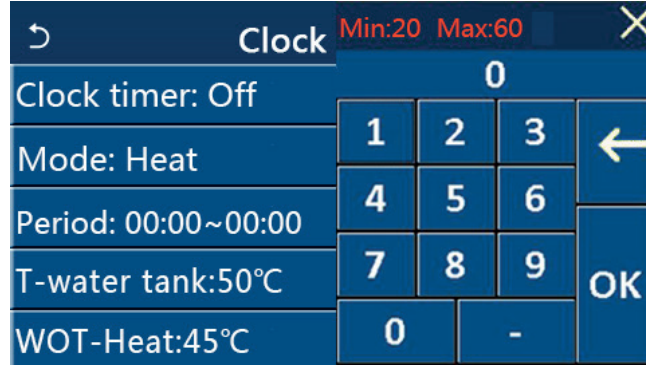 Clock
Clock timer: Off
Mode: Heat
Period: 00:00~00:00
T-water tank:50℃
WOT-Heat:45℃
Min:20 Max:60
0
1 2 3
4 5 6
7 8 9 OK
0 -